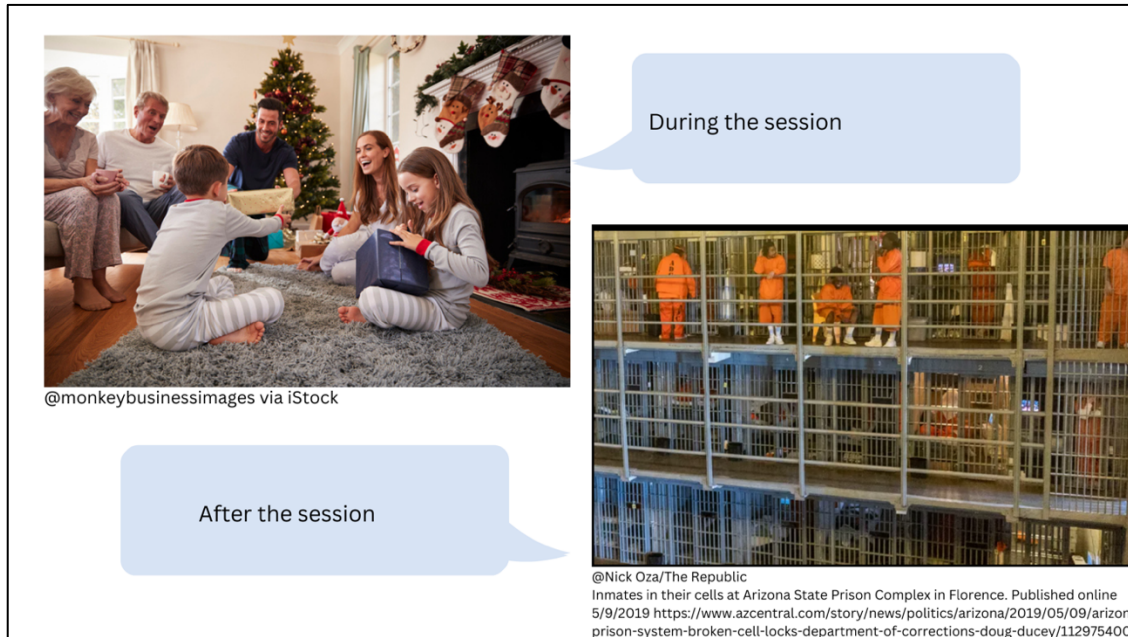 During the session
@monkeybusinessimages via iStock
After the session
@Nick Oza/The Republic
Inmates in their cells at Arizona State Prison Complex in Florence. Published online
5/9/2019 https://www.azcentral.com/story/news/politics/arizona/2019/05/09/arizon
prison-system-broken-cell-locks-department-of-corrections-doug-ducey/112975400